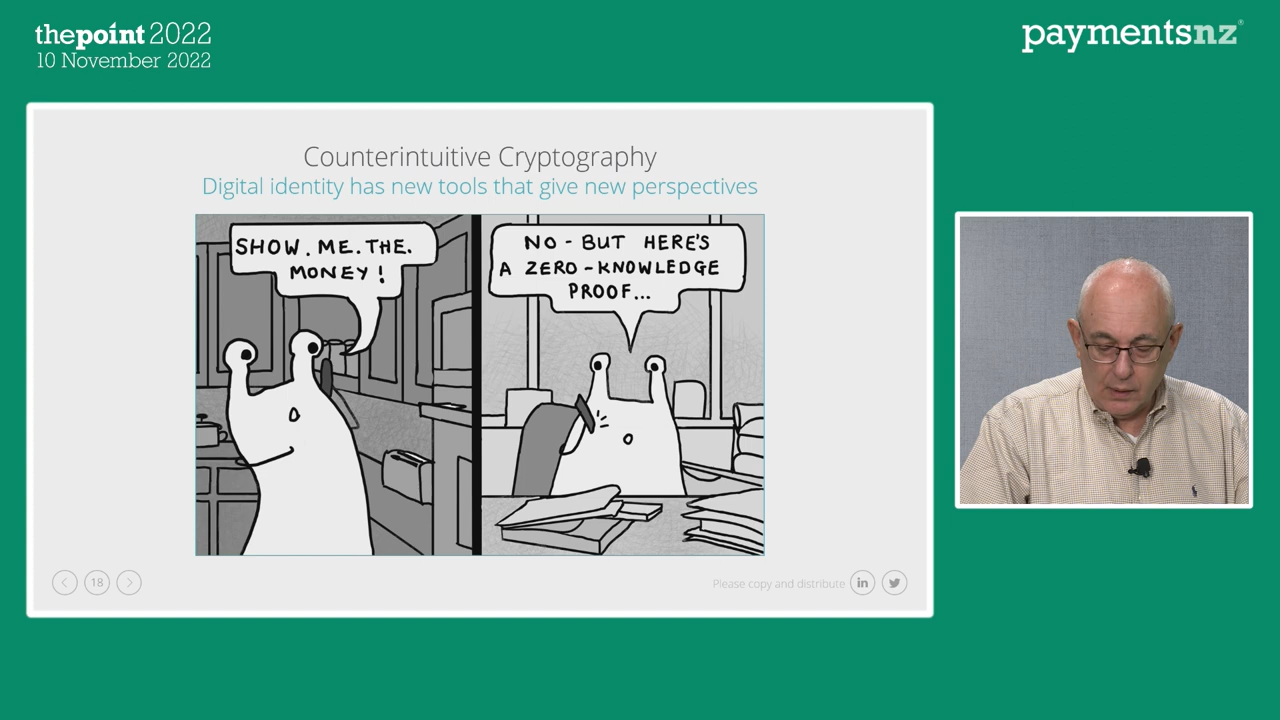 thepoint 2022
10 November 2022
paymentsnz
Counterintuitive Cryptography
Digital identity has new tools that give new perspectives
SHOW. ME. THE.
MONEY!
NO - BUT HERE'S
A ZERO-KNOWLEDGE
PROOF...
18
Please copy and distribute
in